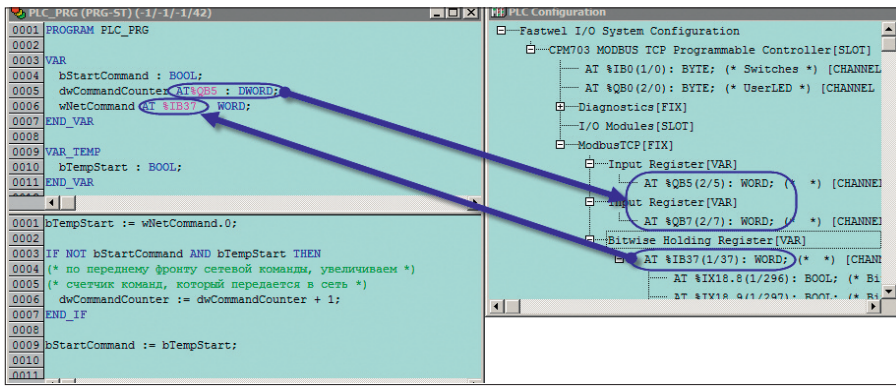 PLC_PRG (PRG-ST) (-1/-1/-1/42)
0001 PROGRAM PLC_PRG
0002
0003 VAR
0004 bStartCommand : BOOL;
0005 dwCommandCounter AT%QB5 : DWORD;
0006 wNetCommand AT %IB37 WORD;
0007 END_VAR
0008
0009 VAR_TEMP
0010 bTempStart : BOOL;
0011 END_VAR
0001 bTempStart := wNetCommand.0;
0002
0003 IF NOT bStartCommand AND bTempStart THEN
0004 (* по переднему фронту сетевой команды, увеличиваем *)
0005 (* счетчик команд, который передается в сеть *)
0006 dwCommandCounter := dwCommandCounter + 1;
0007 END_IF
0008
0009 bStartCommand := bTempStart;
0010
0011
PLC Configuration
Fastwel I/O System Configuration
CPM703 MODBUS TCP Programmable Controller[SLOT]
AT %IB0(1/0): BYTE; (* Switches *) [CHANNEL
AT %QB0(2/0): BYTE; (* UserLED *) [CHANNEL
Diagnostics[FIX]
I/O Modules[SLOT]
ModbusTCP[FIX]
Input Register[VAR]
AT %QB5(2/5): WORD; (* *) [CHANNEL
Input Register[VAR]
AT %QB7(2/7): WORD; (* *) [CHANNEL
Bitwise Holding Register[VAR]
AT %IB37(1/37): WORD; (* *) [CHANN
AT %IX18.8(1/296): BOOL; (* Bi
AT %IX18.9(1/297): BOOL; (* Bi